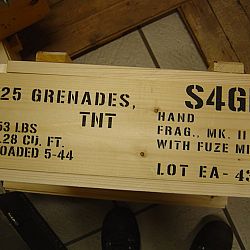 25 GRENADES,
TNT
53 LBS
.28 CU. FT.
LOADED 5-44
S4G
HAND
FRAG., MK. II
WITH FUZE
LOT EA-43